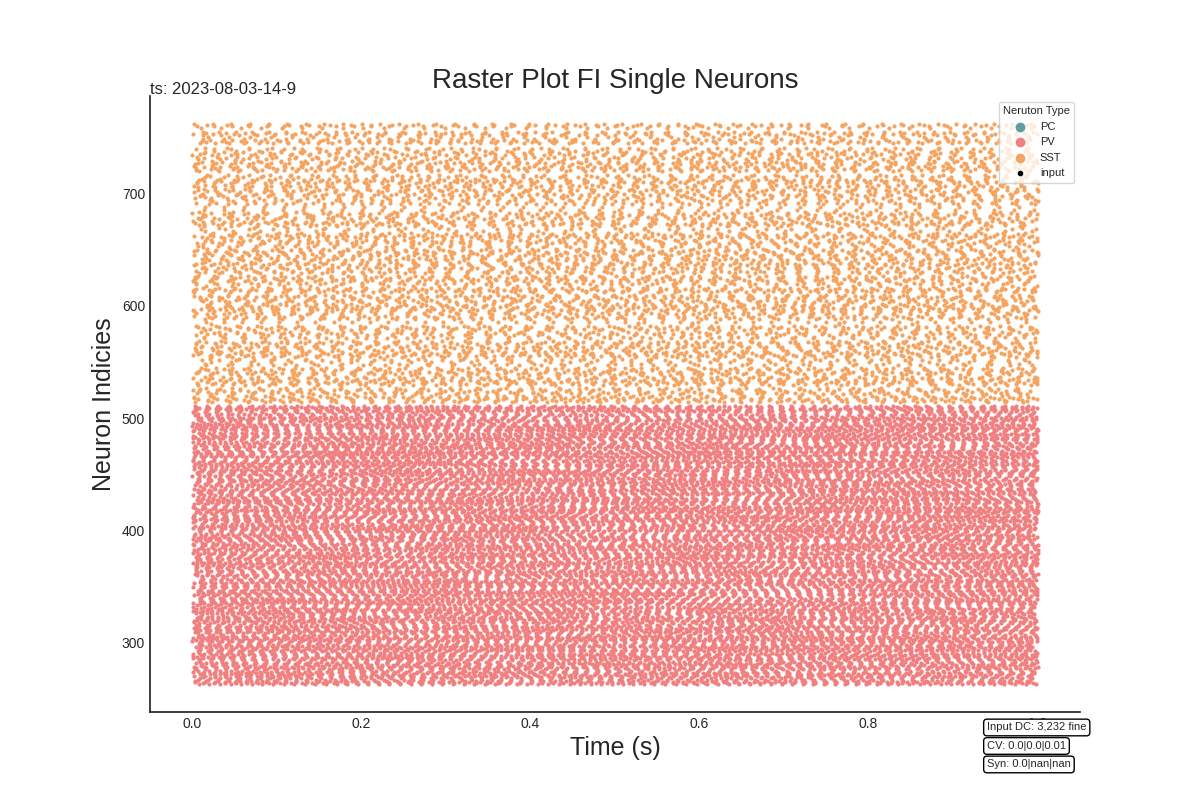 Raster Plot FI Single Neurons
ts: 2023-08-03-14-9
Neruton Type
PC
PV
SST
input
700
600
500
400
300
Neuron Indicies
0.0 0.2 0.4 0.6 0.8
Time (s)
Input DC: 3,232 fine
CV: 0.0|0.0|0.01
Syn: 0.0|nan|nan